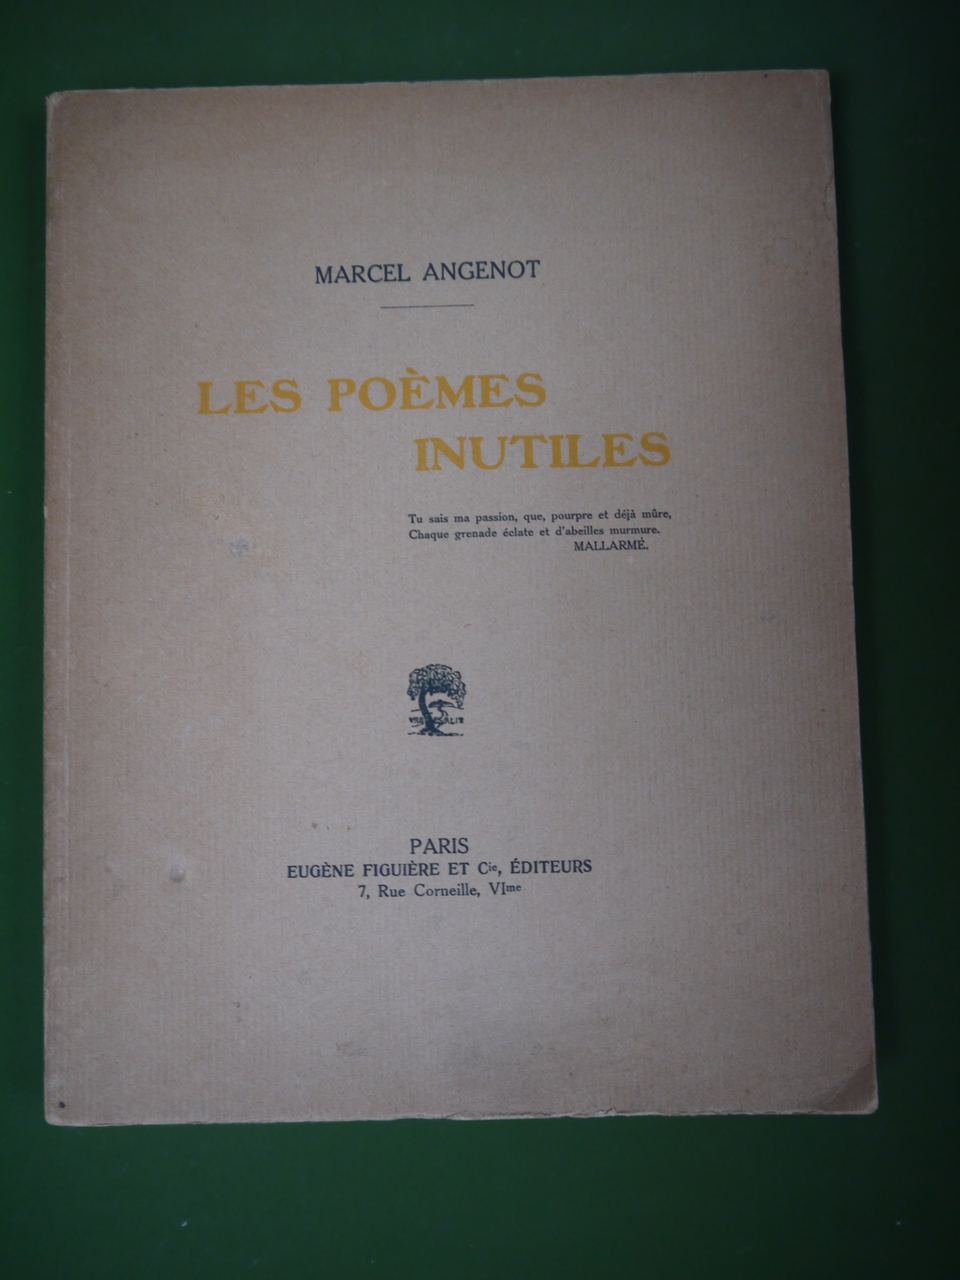 MARCEL ANGENOT
LES POÈMES
INUTILES
Tu sais ma passion, que, pourpre et déjà mûre,
Chaque grenade éclate et d'abeilles murmure.
MALLARMÉ.
PARIS
EUGÈNE FIGUIÈRE ET Cie, ÉDITEURS
7, Rue Corneille, VIme